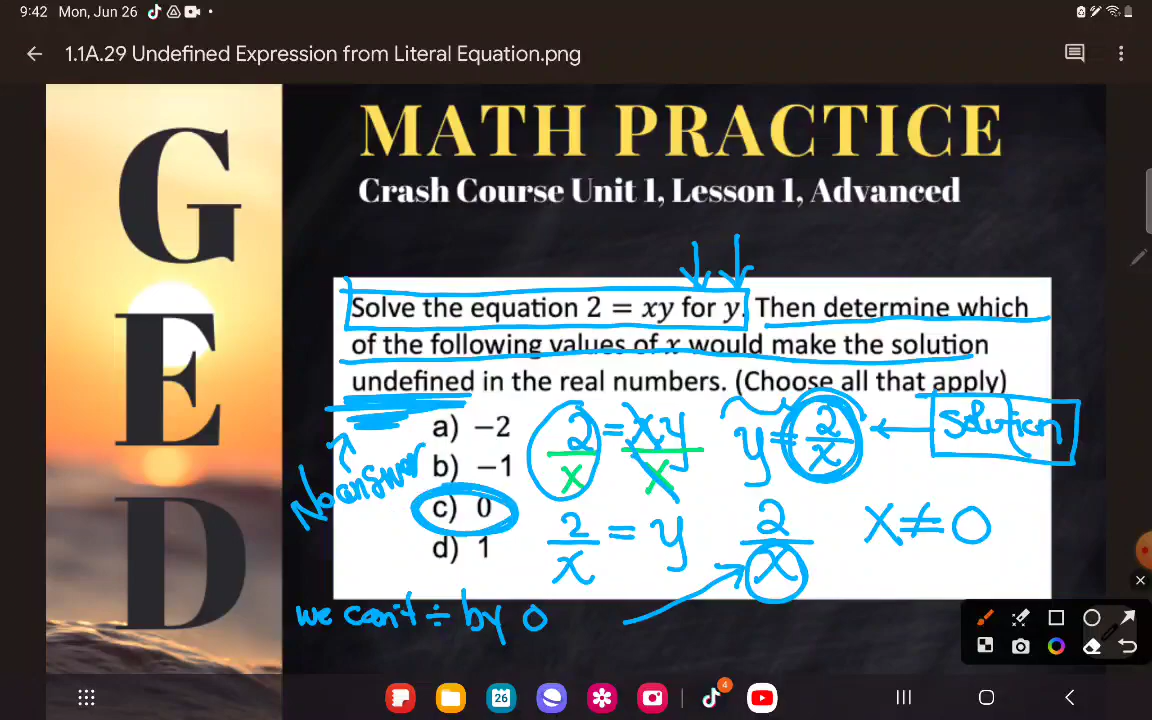 9:42 Mon, Jun 26
1.1A.29 Undefined Expression from Literal Equation.png
G
E
D
MATH PRACTICE
Crash Course Unit 1, Lesson 1, Advanced
Solve the equation 2 = xy for y. Then determine which
of the following values of x would make the solution
undefined in the real numbers. (Choose all that apply)
a) −2
b) −1
c) 0
d) 1
No answer
2/x = xy/x
2/x = y
y = 2/x
Solution
2/x
x ≠ 0
we can't ÷ by 0
26
4